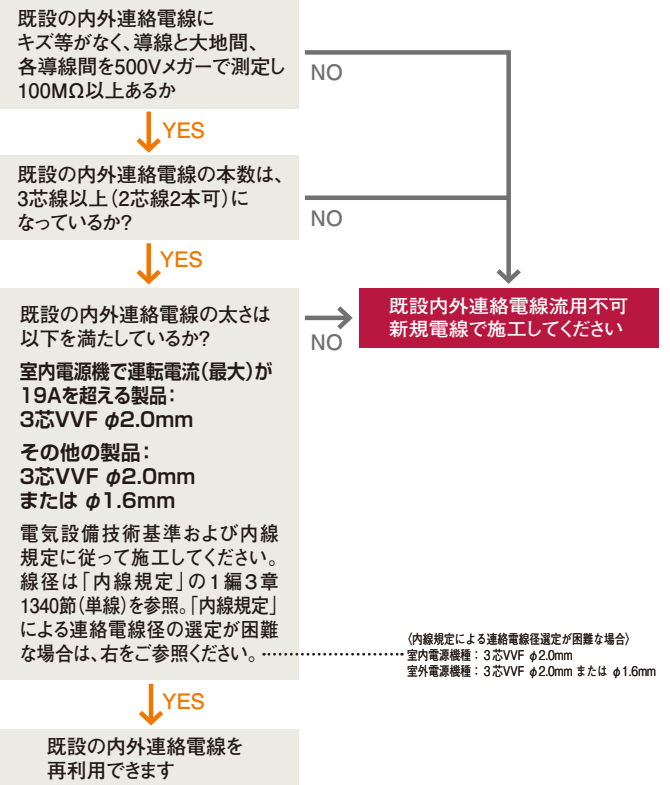 既設の内外連絡電線に
キズ等がなく、導線と大地間、
各導線間を500Vメガーで測定し
100MΩ以上あるか
NO
YES
既設の内外連絡電線の本数は、
3芯線以上(2芯線2本可)に
なっているか?
NO
YES
既設の内外連絡電線の太さは
以下を満たしているか?
NO
既設内外連絡電線流用不可
新規電線で施工してください
室内電源機で運転電流(最大)が
19Aを超える製品:
3芯VVF φ2.0mm
その他の製品:
3芯VVF φ2.0mm
または φ1.6mm
電気設備技術基準および内線
規定に従って施工してください。
線径は「内線規定」の1編3章
1340節(単線)を参照。「内線規定」
による連絡電線径の選定が困難
な場合は、右をご参照ください。
〈内線規定による連絡電線径選定が困難な場合〉
室内電源機種:3芯VVF φ2.0mm
室外電源機種:3芯VVF φ2.0mm または φ1.6mm
YES
既設の内外連絡電線を
再利用できます